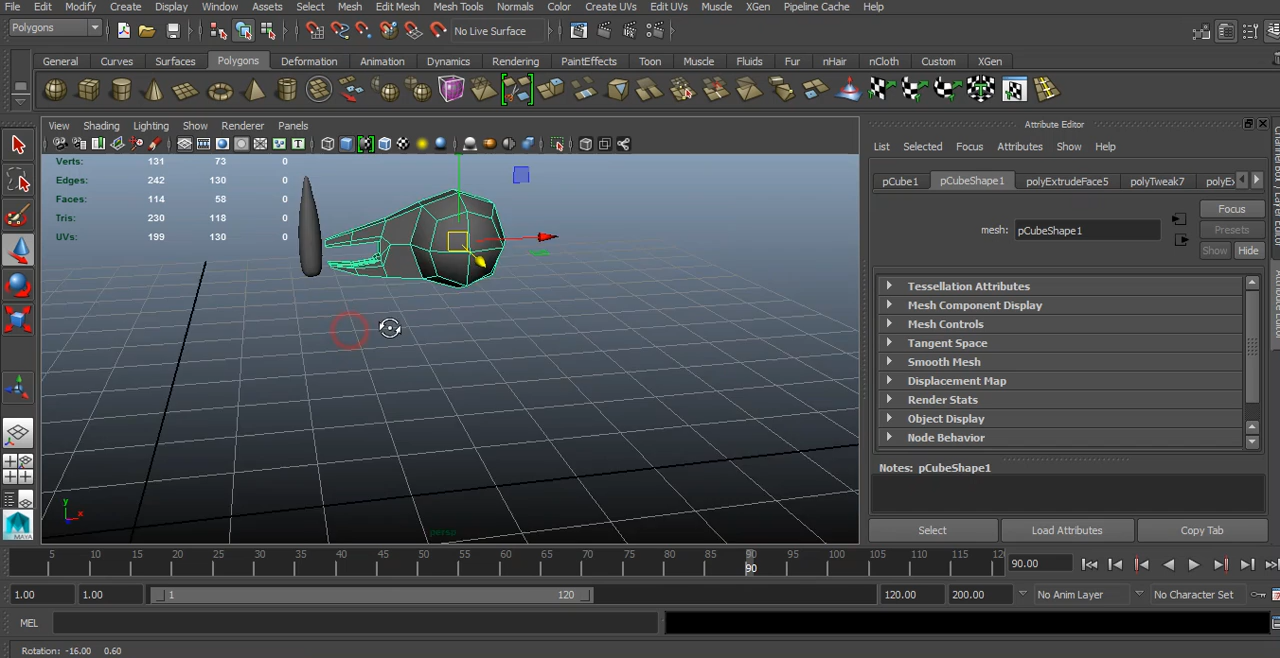 File Edit Modify Create Display Window Assets Select Mesh Edit Mesh Mesh Tools Normals Color Create UVs Edit UVs Muscle XGen Pipeline Cache Help
Polygons No Live Surface
General Curves Surfaces Polygons Deformation Animation Dynamics Rendering PaintEffects Toon Muscle Fluids Fur nHair nCloth Custom XGen
View Shading Lighting Show Renderer Panels
Attribute Editor
List Selected Focus Attributes Show Help
Verts: 131 73 0
Edges: 242 130 0
Faces: 114 58 0
Tris: 230 118 0
UVs: 199 130 0
pCube1 pCubeShape1 polyExtrudeFace5 polyTweak7
mesh: pCubeShape1
Focus
Presets
Show Hide
Tessellation Attributes
Mesh Component Display
Mesh Controls
Tangent Space
Smooth Mesh
Displacement Map
Render Stats
Object Display
Node Behavior
Notes: pCubeShape1
Select Load Attributes Copy Tab
y
x
persp
MAYA
5 10 15 20 25 30 35 40 45 50 55 60 65 70 75 80 85 90 95 100 105 110 115
90
90.00
1.00 1.00 1 120 120.00 200.00 No Anim Layer No Character Set
MEL
Rotation: -16.00 0.60